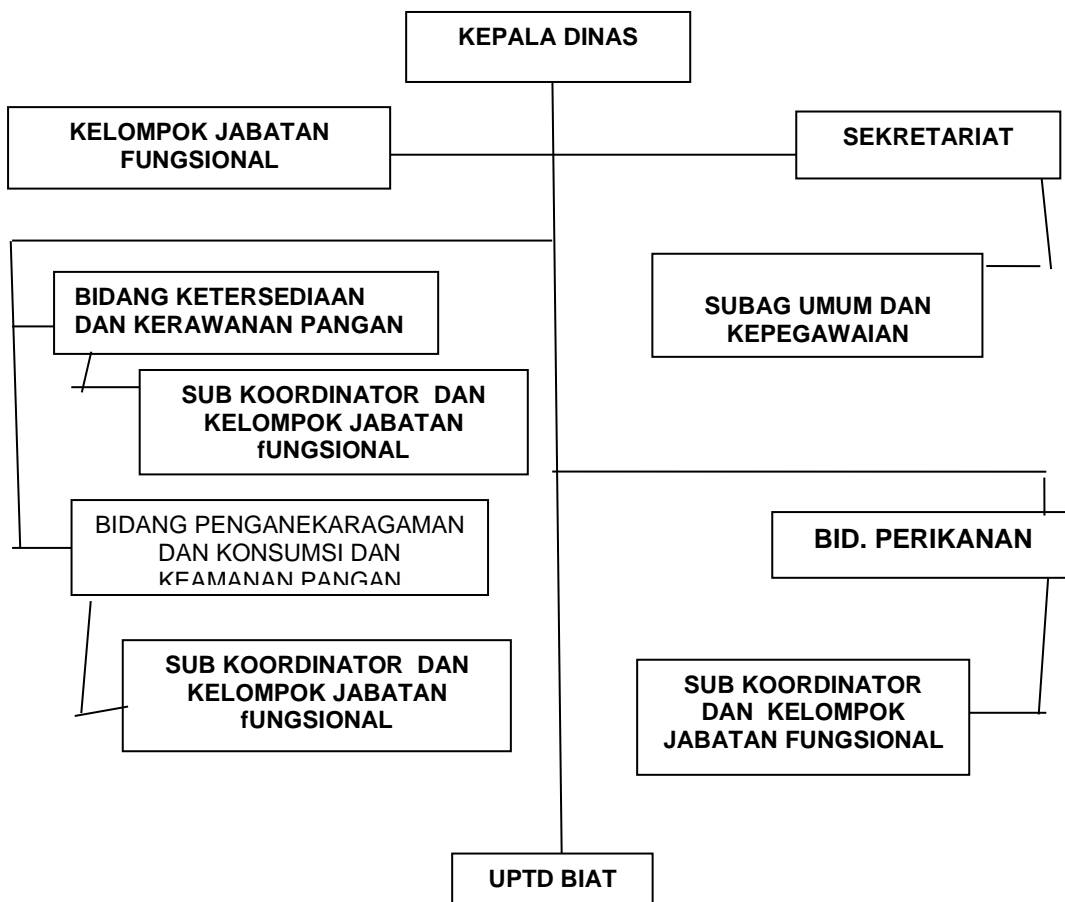 KEPALA DINAS
KELOMPOK JABATAN
FUNGSIONAL
SEKRETARIAT
SUBAG UMUM DAN
KEPEGAWAIAN
BIDANG KETERSEDIAAN
DAN KERAWANAN PANGAN
SUB KOORDINATOR DAN
KELOMPOK JABATAN
fUNGSIONAL
BIDANG PENGANEKARAGAMAN
DAN KONSUMSI DAN
KEAMANAN PANGAN
SUB KOORDINATOR DAN
KELOMPOK JABATAN
fUNGSIONAL
BID. PERIKANAN
SUB KOORDINATOR
DAN KELOMPOK
JABATAN FUNGSIONAL
UPTD BIAT